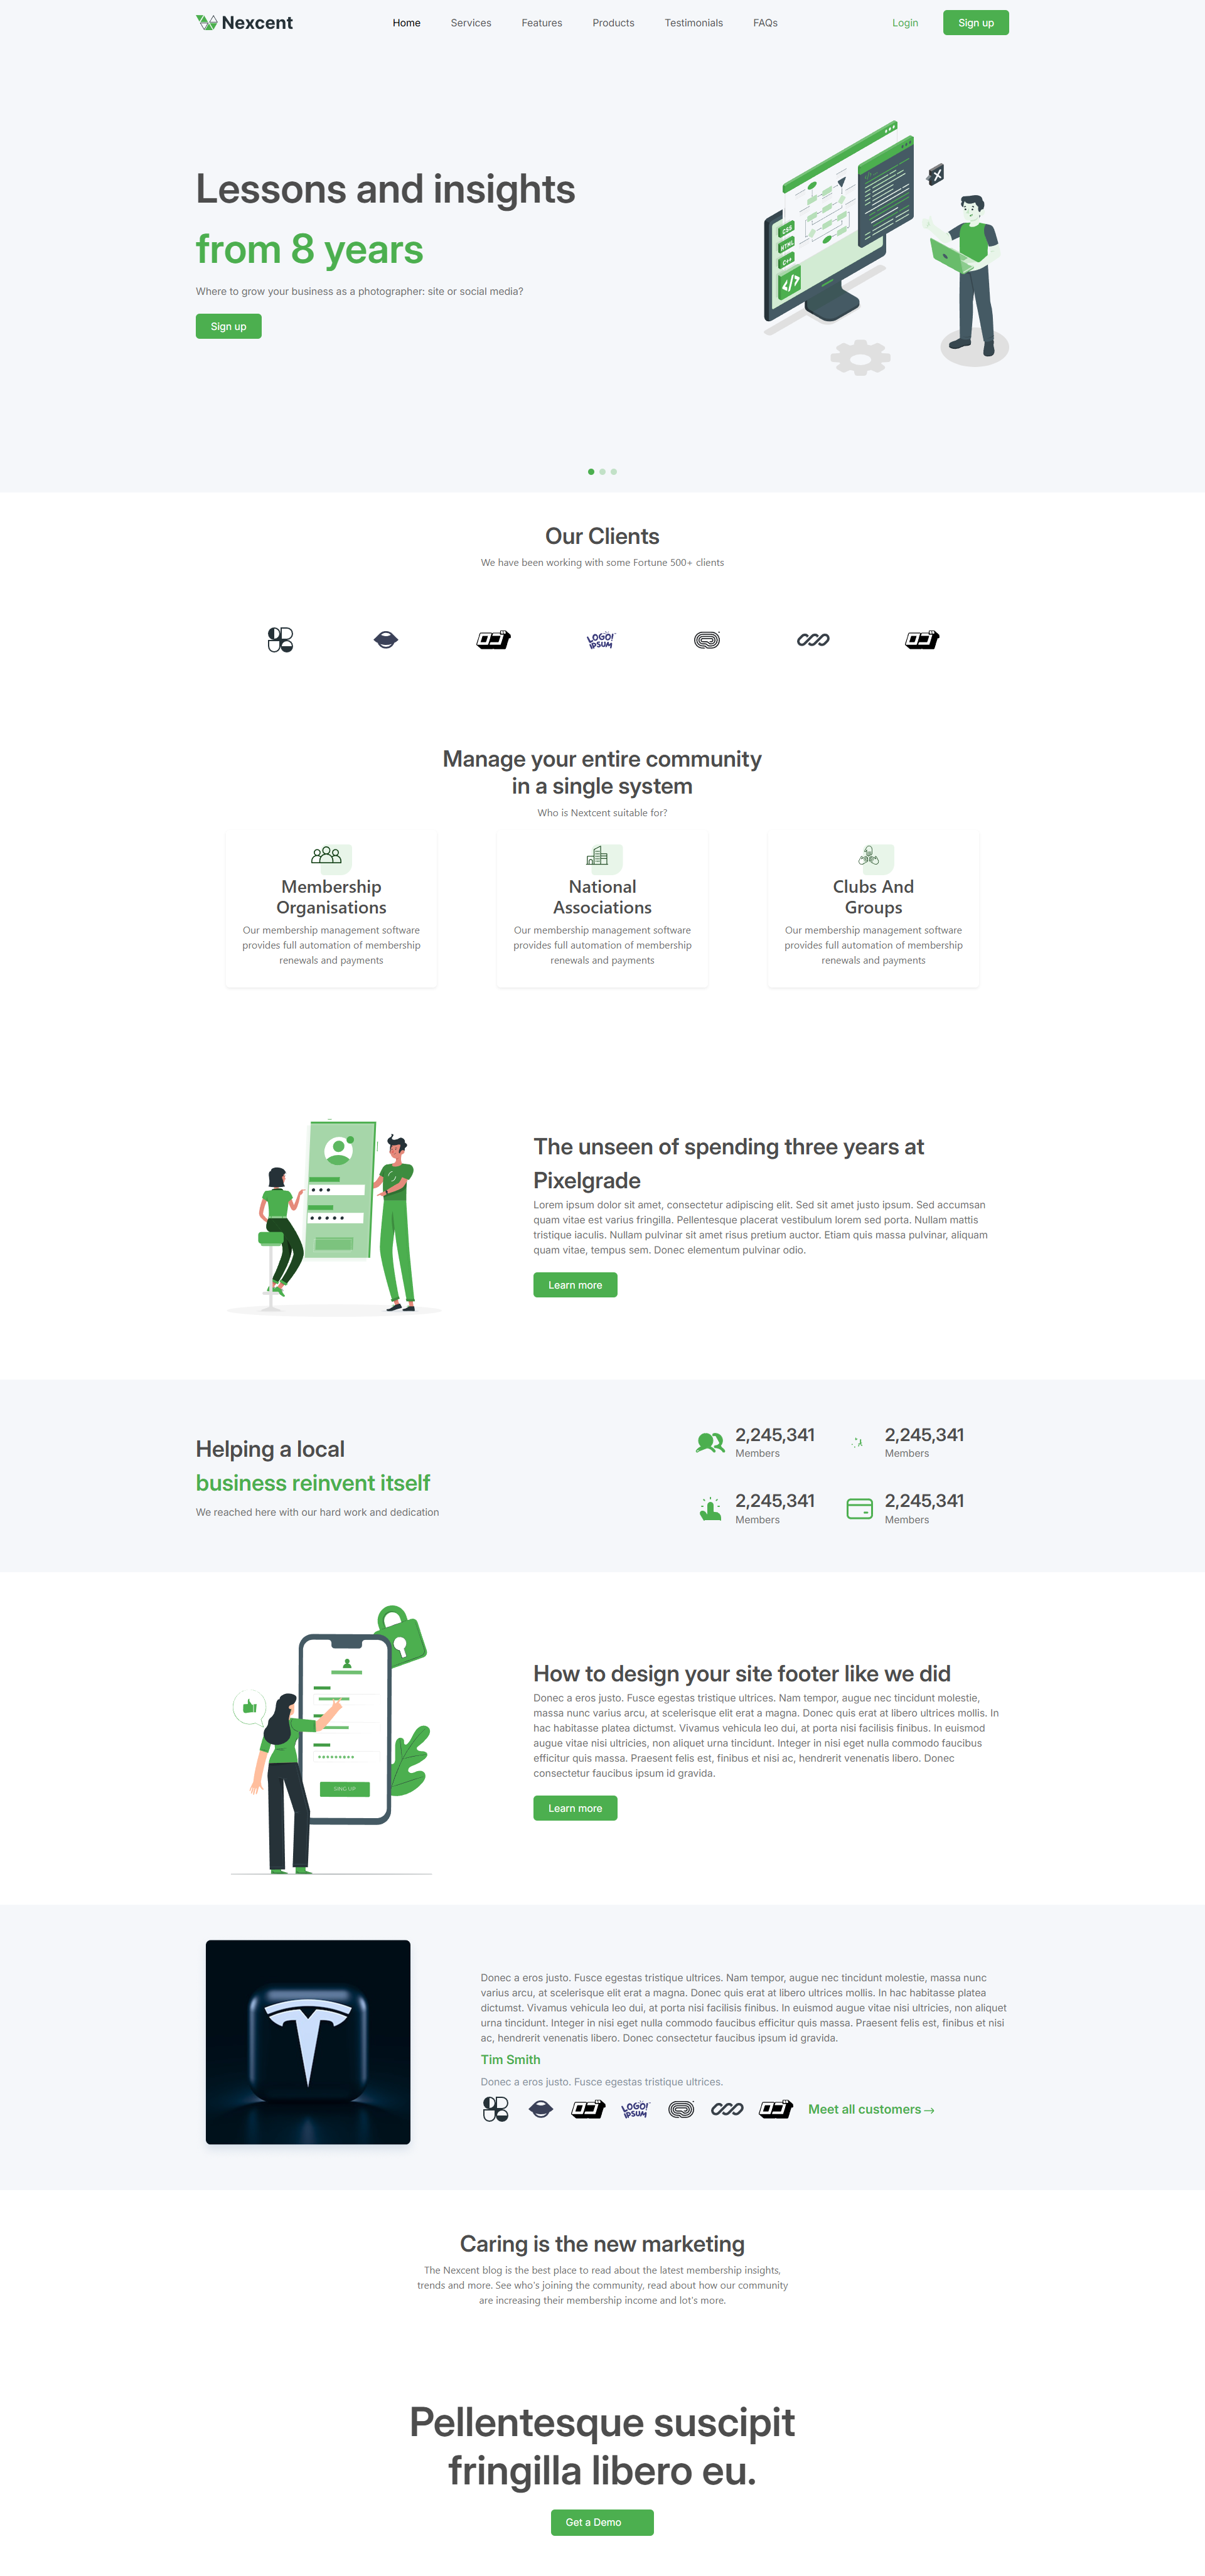 Nexcent
Home
Services
Features
Products
Testimonials
FAQs
Login
Sign up
Lessons and insights
from 8 years
Where to grow your business as a photographer: site or social media?
Sign up
CSS
HTML
C++
</>
Our Clients
We have been working with some Fortune 500+ clients
LOGO!
IPSUM
Manage your entire community
in a single system
Who is Nextcent suitable for?
Membership
Organisations
Our membership management software
provides full automation of membership
renewals and payments
National
Associations
Our membership management software
provides full automation of membership
renewals and payments
Clubs And
Groups
Our membership management software
provides full automation of membership
renewals and payments
The unseen of spending three years at
Pixelgrade
Lorem ipsum dolor sit amet, consectetur adipiscing elit. Sed sit amet justo ipsum. Sed accumsan
quam vitae est varius fringilla. Pellentesque placerat vestibulum lorem sed porta. Nullam mattis
tristique iaculis. Nullam pulvinar sit amet risus pretium auctor. Etiam quis massa pulvinar, aliquam
quam vitae, tempus sem. Donec elementum pulvinar odio.
Learn more
Helping a local
business reinvent itself
We reached here with our hard work and dedication
2,245,341
Members
2,245,341
Members
2,245,341
Members
2,245,341
Members
SING UP
How to design your site footer like we did
Donec a eros justo. Fusce egestas tristique ultrices. Nam tempor, augue nec tincidunt molestie,
massa nunc varius arcu, at scelerisque elit erat a magna. Donec quis erat at libero ultrices mollis. In
hac habitasse platea dictumst. Vivamus vehicula leo dui, at porta nisi facilisis finibus. In euismod
augue vitae nisi ultricies, non aliquet urna tincidunt. Integer in nisi eget nulla commodo faucibus
efficitur quis massa. Praesent felis est, finibus et nisi ac, hendrerit venenatis libero. Donec
consectetur faucibus ipsum id gravida.
Learn more
Donec a eros justo. Fusce egestas tristique ultrices. Nam tempor, augue nec tincidunt molestie, massa nunc
varius arcu, at scelerisque elit erat a magna. Donec quis erat at libero ultrices mollis. In hac habitasse platea
dictumst. Vivamus vehicula leo dui, at porta nisi facilisis finibus. In euismod augue vitae nisi ultricies, non aliquet
urna tincidunt. Integer in nisi eget nulla commodo faucibus efficitur quis massa. Praesent felis est, finibus et nisi
ac, hendrerit venenatis libero. Donec consectetur faucibus ipsum id gravida.
Tim Smith
Donec a eros justo. Fusce egestas tristique ultrices.
LOGO!
IPSUM
Meet all customers →
Caring is the new marketing
The Nexcent blog is the best place to read about the latest membership insights,
trends and more. See who's joining the community, read about how our community
are increasing their membership income and lot's more.
Pellentesque suscipit
fringilla libero eu.
Get a Demo